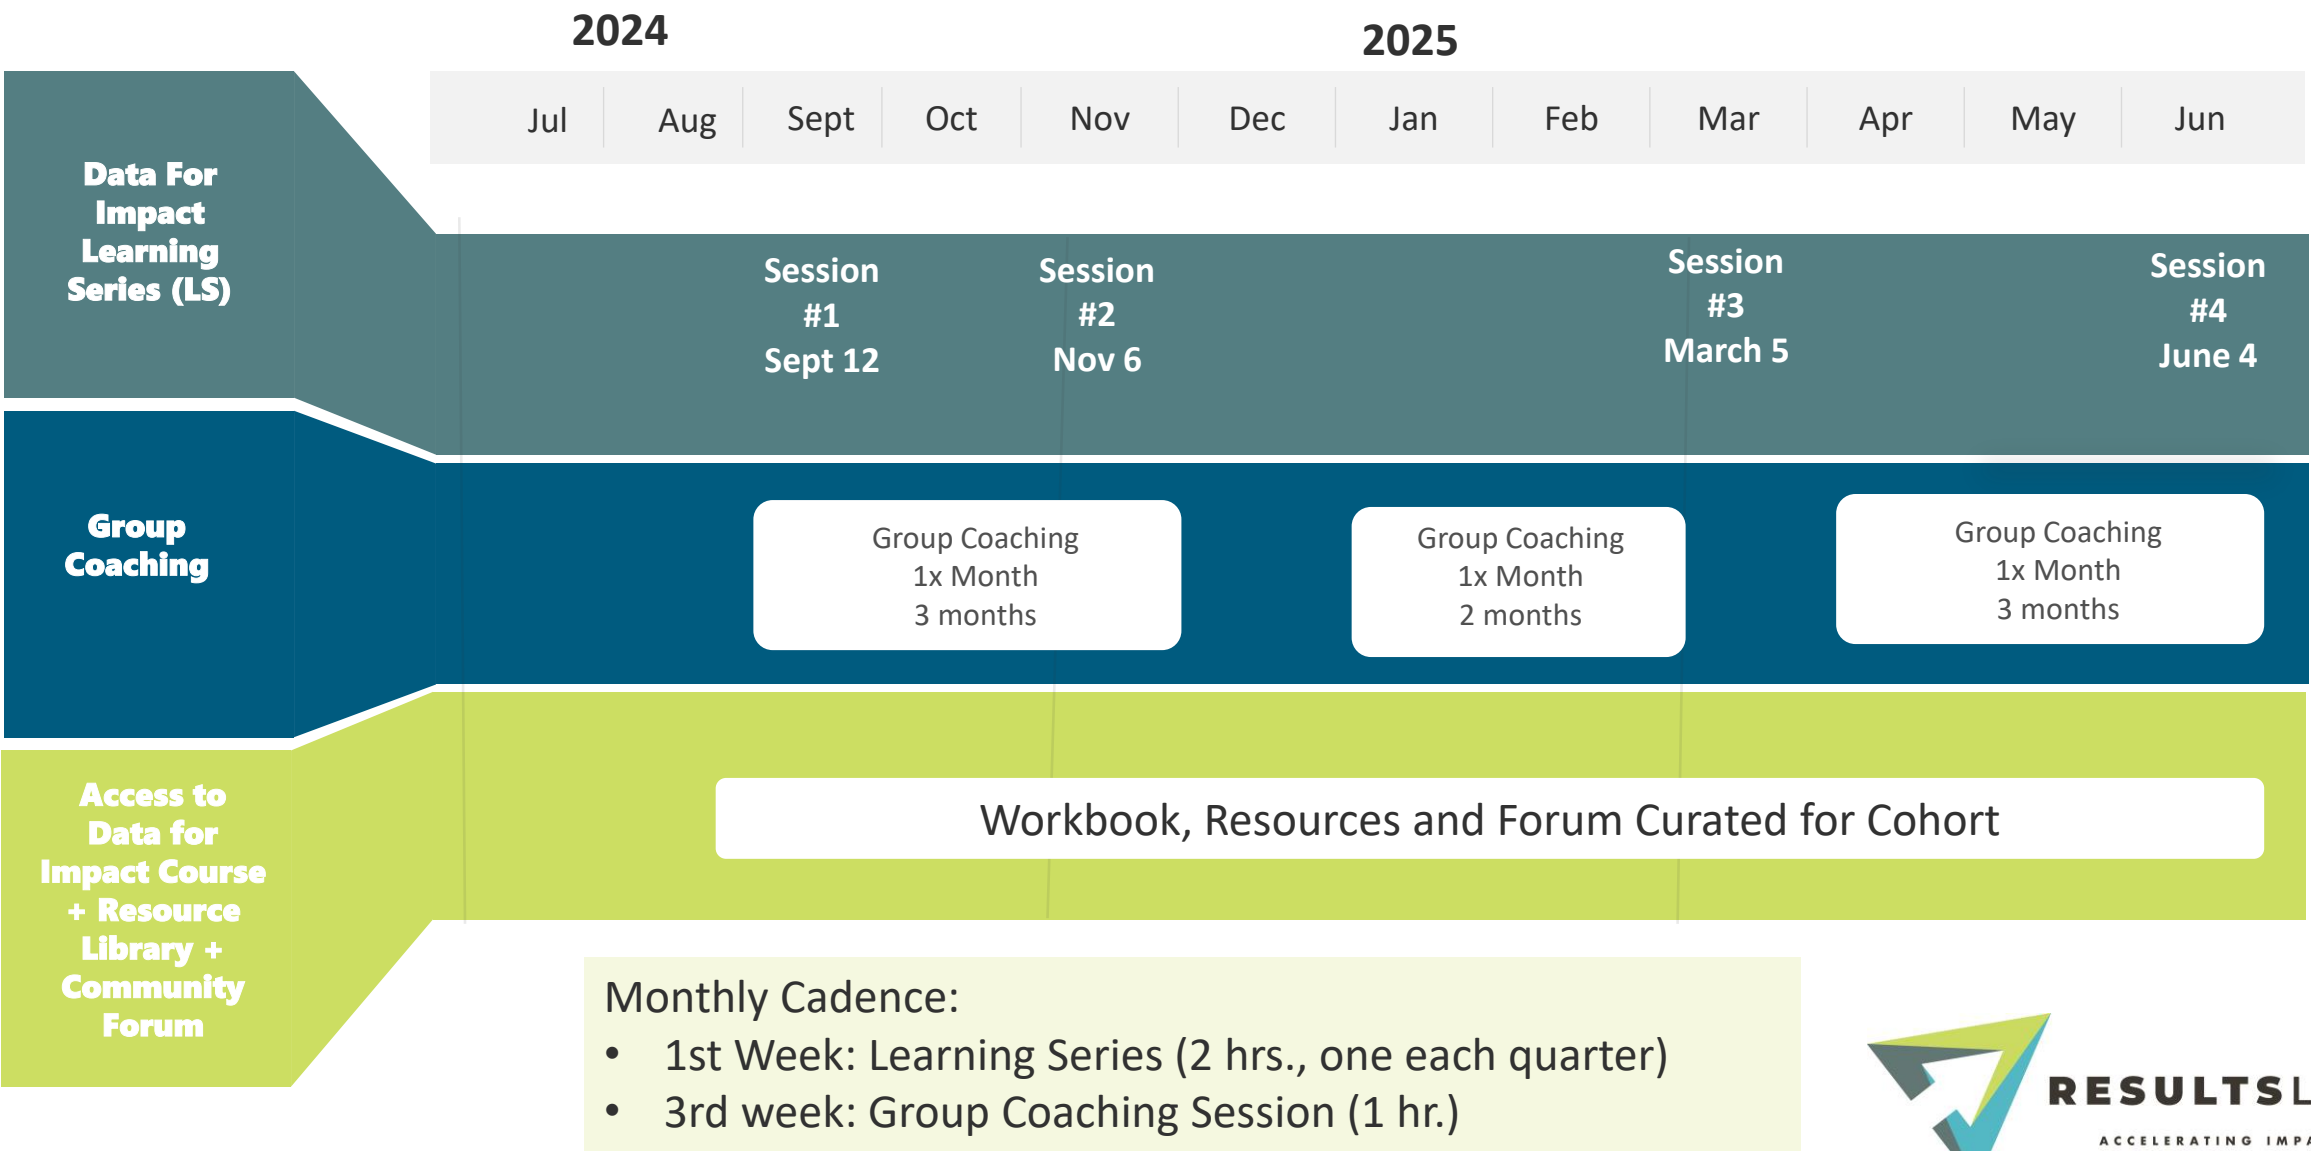 2024
2025
Jul Aug Sept Oct Nov Dec Jan Feb Mar Apr May Jun
Data For
Impact
Learning
Series (LS)
Session
#1
Sept 12
Session
#2
Nov 6
Session
#3
March 5
Session
#4
June 4
Group
Coaching
Group Coaching
1x Month
3 months
Group Coaching
1x Month
2 months
Group Coaching
1x Month
3 months
Access to
Data for
Impact Course
+ Resource
Library +
Community
Forum
Workbook, Resources and Forum Curated for Cohort
Monthly Cadence:
• 1st Week: Learning Series (2 hrs., one each quarter)
• 3rd week: Group Coaching Session (1 hr.)
RESULTSL
ACCELERATING IMPA